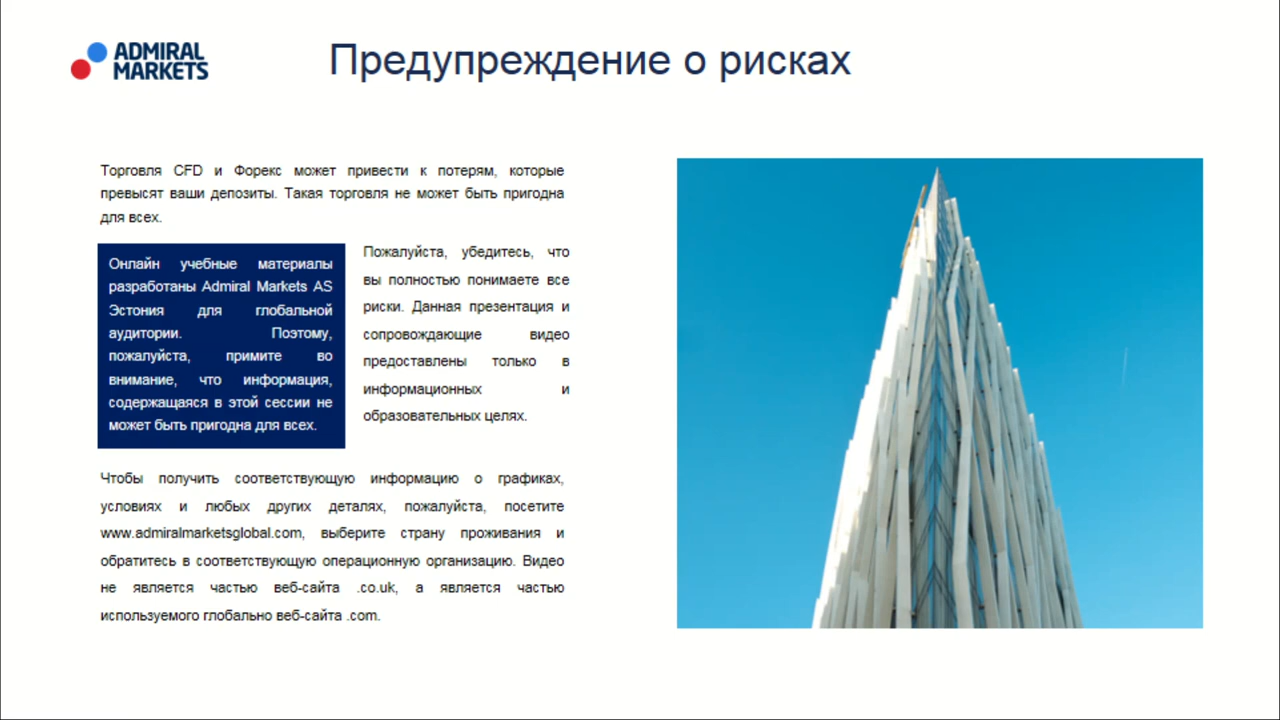 ADMIRAL
MARKETS
Предупреждение о рисках
Торговля CFD и Форекс может привести к потерям, которые
превысят ваши депозиты. Такая торговля не может быть пригодна
для всех.
Онлайн учебные материалы
разработаны Admiral Markets AS
Эстония для глобальной
аудитории. Поэтому,
пожалуйста, примите во
внимание, что информация,
содержащаяся в этой сессии не
может быть пригодна для всех.
Пожалуйста, убедитесь, что
вы полностью понимаете все
риски. Данная презентация и
сопровождающие видео
предоставлены только в
информационных и
образовательных целях.
Чтобы получить соответствующую информацию о графиках,
условиях и любых других деталях, пожалуйста, посетите
www.admiralmarketsglobal.com, выберите страну проживания и
обратитесь в соответствующую операционную организацию. Видео
не является частью веб-сайта .co.uk, а является частью
используемого глобально веб-сайта .com.